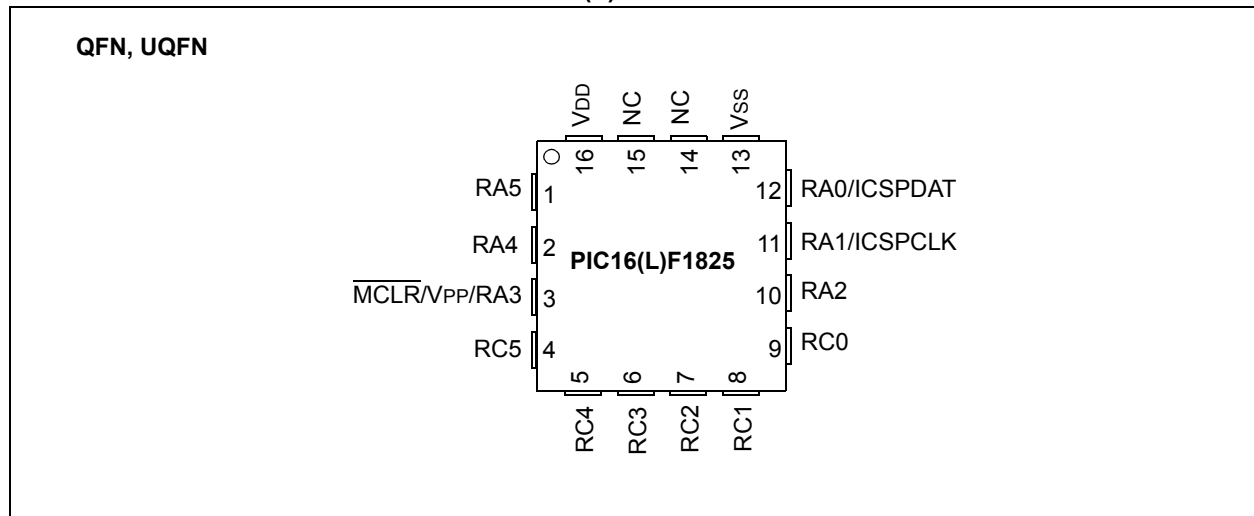 QFN, UQFN
VDD
NC
NC
VSS
16
15
14
13
RA5
1
12
RA0/ICSPDAT
RA4
2
PIC16(L)F1825
11
RA1/ICSPCLK
MCLR/VPP/RA3
3
10
RA2
RC5
4
9
RC0
5
6
7
8
RC4
RC3
RC2
RC1